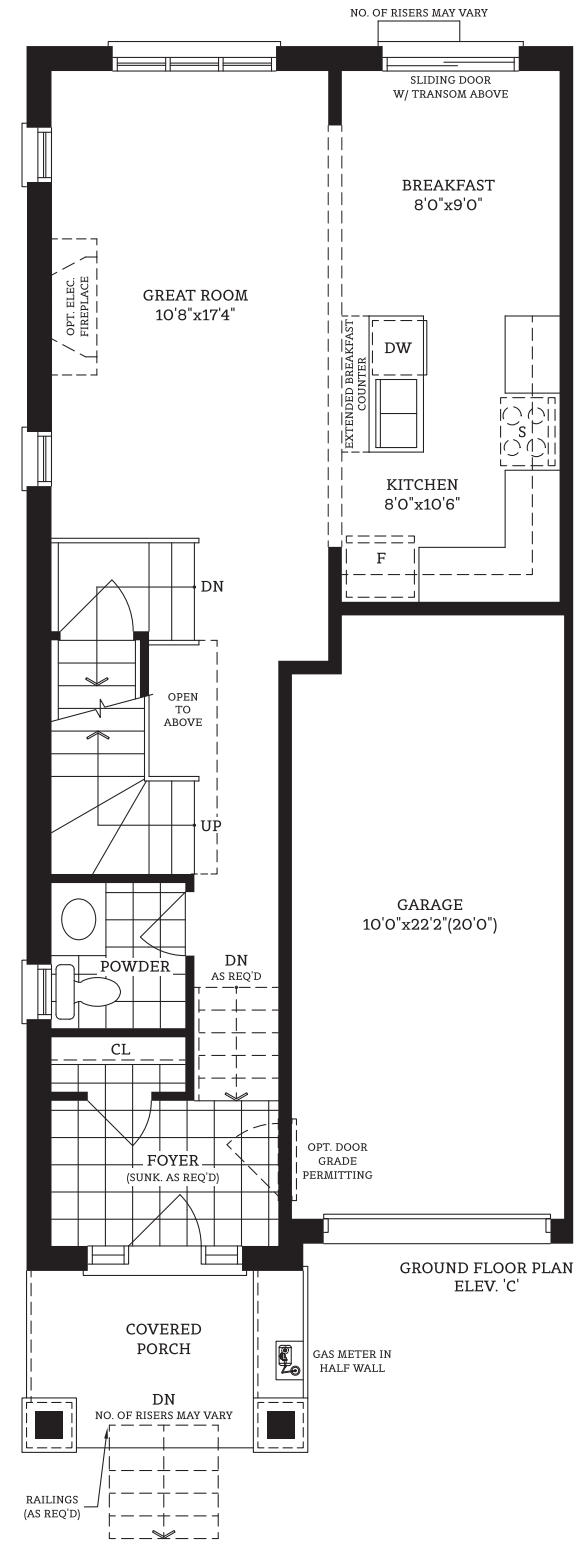 NO. OF RISERS MAY VARY
SLIDING DOOR
W/ TRANSOM ABOVE
BREAKFAST
8'0"x9'0"
GREAT ROOM
10'8"x17'4"
OPT. ELEC.
FIREPLACE
EXTENDED BREAKFAST
COUNTER
DW
S
KITCHEN
8'0"x10'6"
F
DN
OPEN
TO
ABOVE
UP
GARAGE
10'0"x22'2"(20'0")
POWDER
DN
AS REQ'D
CL
FOYER
(SUNK. AS REQ'D)
OPT. DOOR
GRADE
PERMITTING
GROUND FLOOR PLAN
ELEV. 'C'
COVERED
PORCH
GAS METER IN
HALF WALL
DN
NO. OF RISERS MAY VARY
RAILINGS
(AS REQ'D)